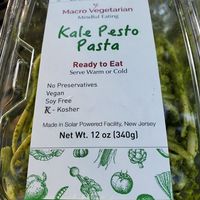 Macro Vegetarian
Mindful Eating
Kale Pesto
Pasta
Ready to Eat
Serve Warm or Cold
No Preservatives
Vegan
Soy Free
K - Kosher
Made in Solar Powered Facility, New Jersey
Net Wt. 12 oz (340g)